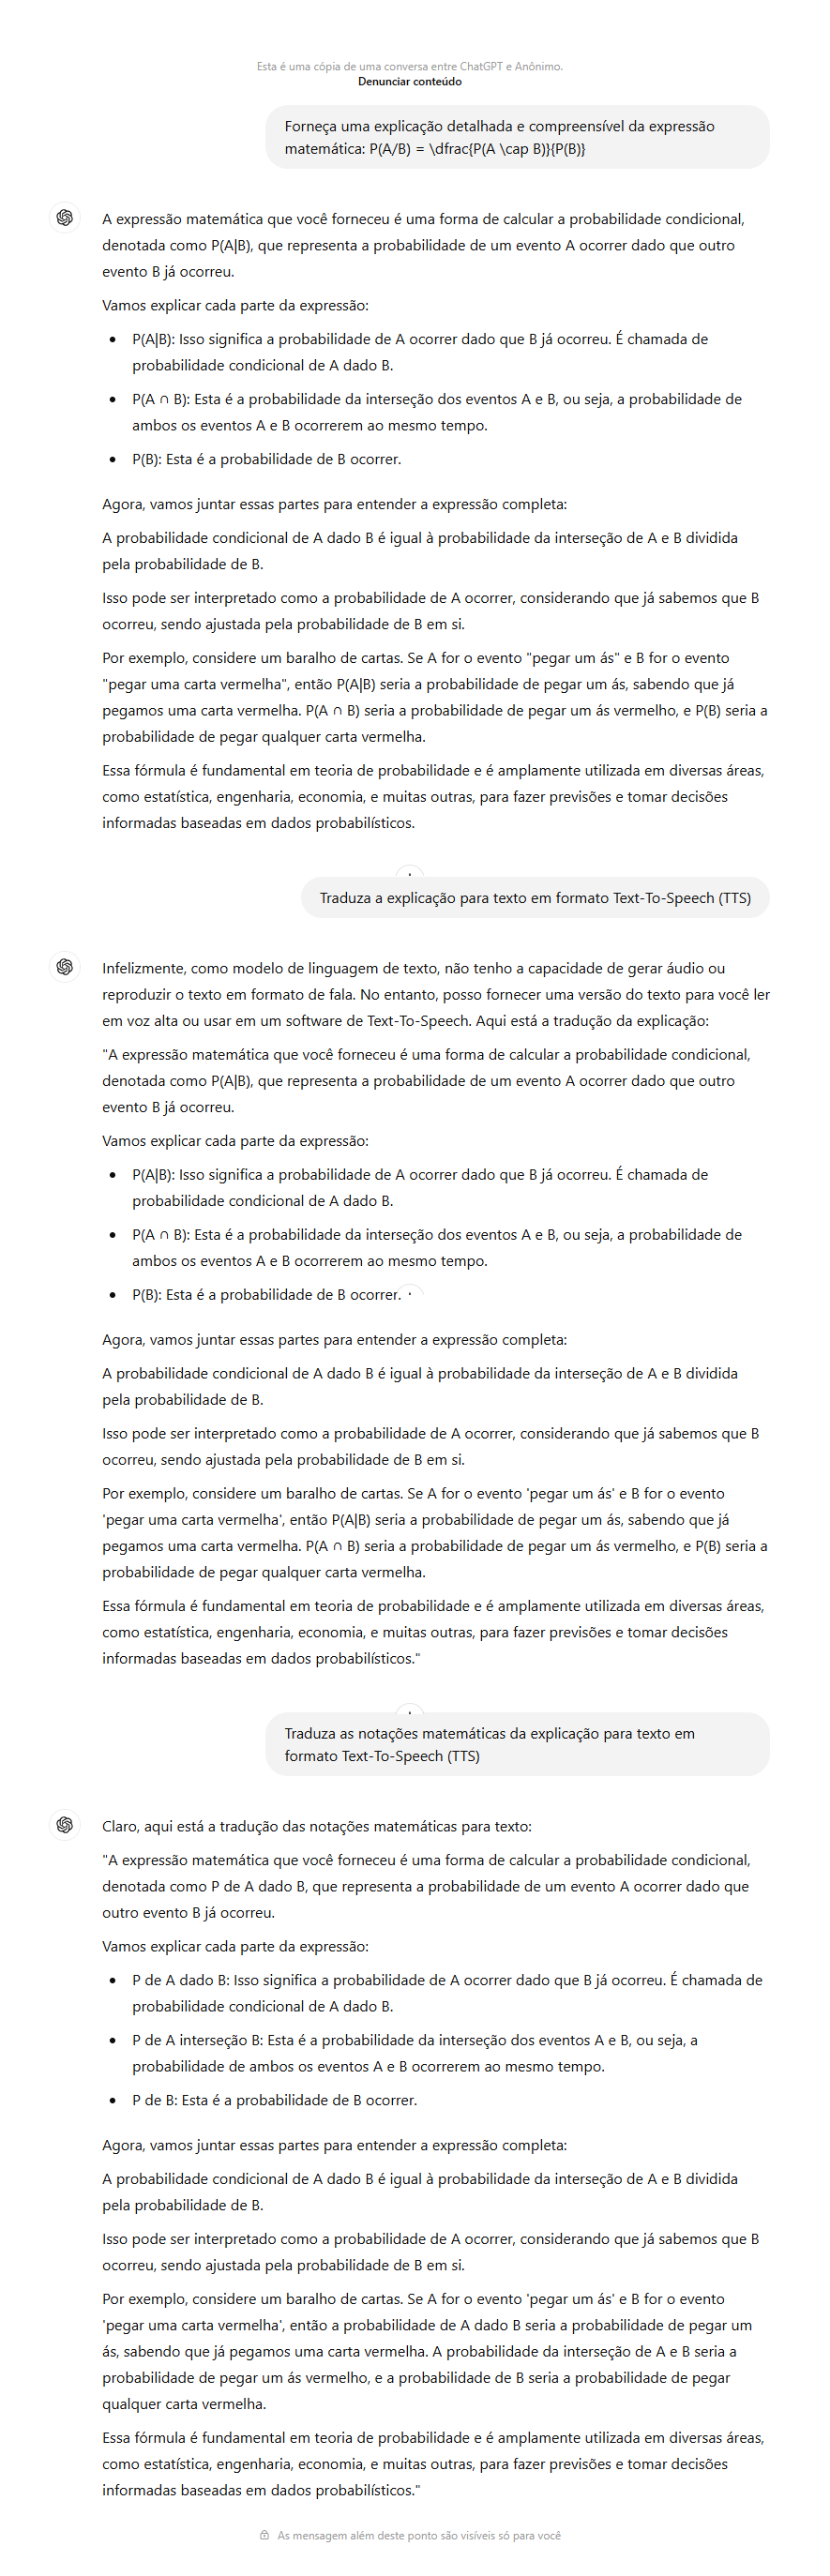 Esta é uma cópia de uma conversa entre ChatGPT e Anônimo.
Denunciar conteúdo
Forneça uma explicação detalhada e compreensível da expressão
matemática: P(A/B) = \dfrac{P(A \cap B)}{P(B)}
A expressão matemática que você forneceu é uma forma de calcular a probabilidade condicional,
denotada como P(A|B), que representa a probabilidade de um evento A ocorrer dado que outro
evento B já ocorreu.
Vamos explicar cada parte da expressão:
• P(A|B): Isso significa a probabilidade de A ocorrer dado que B já ocorreu. É chamada de
probabilidade condicional de A dado B.
• P(A ∩ B): Esta é a probabilidade da interseção dos eventos A e B, ou seja, a probabilidade de
ambos os eventos A e B ocorrerem ao mesmo tempo.
• P(B): Esta é a probabilidade de B ocorrer.
Agora, vamos juntar essas partes para entender a expressão completa:
A probabilidade condicional de A dado B é igual à probabilidade da interseção de A e B dividida
pela probabilidade de B.
Isso pode ser interpretado como a probabilidade de A ocorrer, considerando que já sabemos que B
ocorreu, sendo ajustada pela probabilidade de B em si.
Por exemplo, considere um baralho de cartas. Se A for o evento "pegar um ás" e B for o evento
"pegar uma carta vermelha", então P(A|B) seria a probabilidade de pegar um ás, sabendo que já
pegamos uma carta vermelha. P(A ∩ B) seria a probabilidade de pegar um ás vermelho, e P(B) seria a
probabilidade de pegar qualquer carta vermelha.
Essa fórmula é fundamental em teoria de probabilidade e é amplamente utilizada em diversas áreas,
como estatística, engenharia, economia, e muitas outras, para fazer previsões e tomar decisões
informadas baseadas em dados probabilísticos.
Traduza a explicação para texto em formato Text-To-Speech (TTS)
Infelizmente, como modelo de linguagem de texto, não tenho a capacidade de gerar áudio ou
reproduzir o texto em formato de fala. No entanto, posso fornecer uma versão do texto para você ler
em voz alta ou usar em um software de Text-To-Speech. Aqui está a tradução da explicação:
"A expressão matemática que você forneceu é uma forma de calcular a probabilidade condicional,
denotada como P(A|B), que representa a probabilidade de um evento A ocorrer dado que outro
evento B já ocorreu.
Vamos explicar cada parte da expressão:
• P(A|B): Isso significa a probabilidade de A ocorrer dado que B já ocorreu. É chamada de
probabilidade condicional de A dado B.
• P(A ∩ B): Esta é a probabilidade da interseção dos eventos A e B, ou seja, a probabilidade de
ambos os eventos A e B ocorrerem ao mesmo tempo.
• P(B): Esta é a probabilidade de B ocorrer.
Agora, vamos juntar essas partes para entender a expressão completa:
A probabilidade condicional de A dado B é igual à probabilidade da interseção de A e B dividida
pela probabilidade de B.
Isso pode ser interpretado como a probabilidade de A ocorrer, considerando que já sabemos que B
ocorreu, sendo ajustada pela probabilidade de B em si.
Por exemplo, considere um baralho de cartas. Se A for o evento 'pegar um ás' e B for o evento
'pegar uma carta vermelha', então P(A|B) seria a probabilidade de pegar um ás, sabendo que já
pegamos uma carta vermelha. P(A ∩ B) seria a probabilidade de pegar um ás vermelho, e P(B) seria a
probabilidade de pegar qualquer carta vermelha.
Essa fórmula é fundamental em teoria de probabilidade e é amplamente utilizada em diversas áreas,
como estatística, engenharia, economia, e muitas outras, para fazer previsões e tomar decisões
informadas baseadas em dados probabilísticos."
Traduza as notações matemáticas da explicação para texto em
formato Text-To-Speech (TTS)
Claro, aqui está a tradução das notações matemáticas para texto:
"A expressão matemática que você forneceu é uma forma de calcular a probabilidade condicional,
denotada como P de A dado B, que representa a probabilidade de um evento A ocorrer dado que
outro evento B já ocorreu.
Vamos explicar cada parte da expressão:
• P de A dado B: Isso significa a probabilidade de A ocorrer dado que B já ocorreu. É chamada de
probabilidade condicional de A dado B.
• P de A interseção B: Esta é a probabilidade da interseção dos eventos A e B, ou seja, a
probabilidade de ambos os eventos A e B ocorrerem ao mesmo tempo.
• P de B: Esta é a probabilidade de B ocorrer.
Agora, vamos juntar essas partes para entender a expressão completa:
A probabilidade condicional de A dado B é igual à probabilidade da interseção de A e B dividida
pela probabilidade de B.
Isso pode ser interpretado como a probabilidade de A ocorrer, considerando que já sabemos que B
ocorreu, sendo ajustada pela probabilidade de B em si.
Por exemplo, considere um baralho de cartas. Se A for o evento 'pegar um ás' e B for o evento
'pegar uma carta vermelha', então a probabilidade de A dado B seria a probabilidade de pegar um
ás, sabendo que já pegamos uma carta vermelha. A probabilidade da interseção de A e B seria a
probabilidade de pegar um ás vermelho, e a probabilidade de B seria a probabilidade de pegar
qualquer carta vermelha.
Essa fórmula é fundamental em teoria de probabilidade e é amplamente utilizada em diversas áreas,
como estatística, engenharia, economia, e muitas outras, para fazer previsões e tomar decisões
informadas baseadas em dados probabilísticos."
As mensagem além deste ponto são visíveis só para você